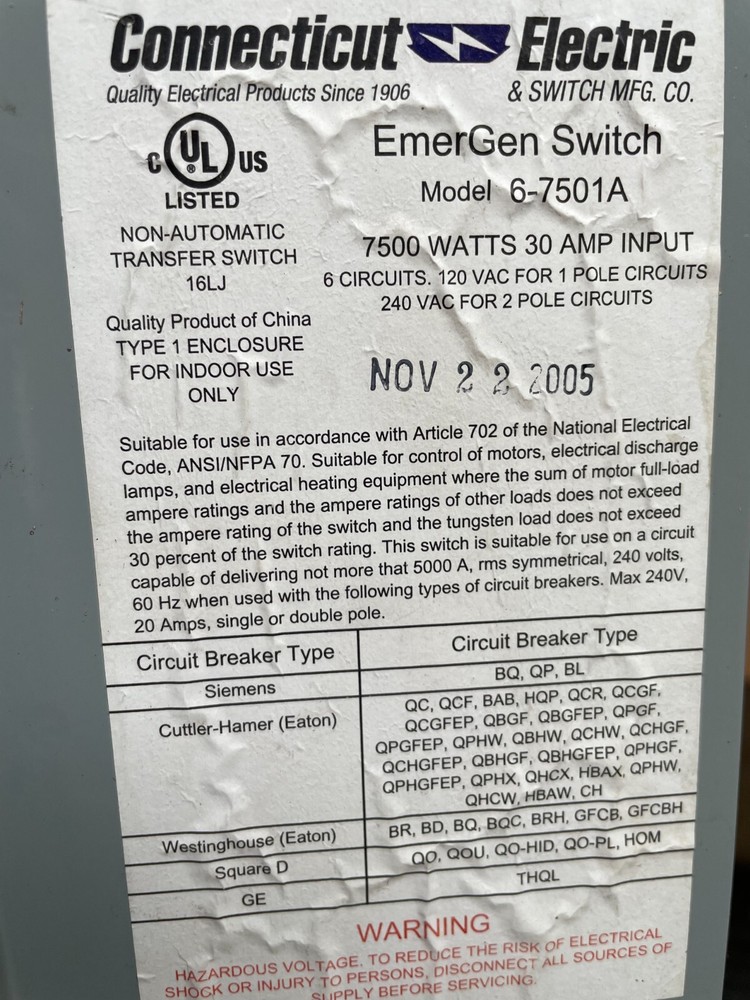 Connecticut Electric
Quality Electrical Products Since 1906
& SWITCH MFG. CO.
C UL ® US
LISTED
NON-AUTOMATIC
TRANSFER SWITCH
16LJ
Quality Product of China
TYPE 1 ENCLOSURE
FOR INDOOR USE
ONLY
EmerGen Switch
Model 6-7501A
7500 WATTS 30 AMP INPUT
6 CIRCUITS. 120 VAC FOR 1 POLE CIRCUITS
240 VAC FOR 2 POLE CIRCUITS
NOV 22 2005
Suitable for use in accordance with Article 702 of the National Electrical
Code, ANSI/NFPA 70. Suitable for control of motors, electrical discharge
lamps, and electrical heating equipment where the sum of motor full-load
ampere ratings and the ampere ratings of other loads does not exceed
the ampere rating of the switch and the tungsten load does not exceed
30 percent of the switch rating. This switch is suitable for use on a circuit
capable of delivering not more that 5000 A, rms symmetrical, 240 volts,
60 Hz when used with the following types of circuit breakers. Max 240V,
20 Amps, single or double pole.
Circuit Breaker Type
Circuit Breaker Type
Siemens
BQ, QP, BL
Cuttler-Hamer (Eaton)
QC, QCF, BAB, HQP, QCR, QCGF,
QCGFEP, QBGF, QBGFEP, QPGF,
QPGFEP, QPHW, QBHW, QCHW, QCHGF,
QCHGFEP, QBHGF, QBHGFEP, QPHGF,
QPHGFEP, QPHX, QHCX, HBAX, QPHW,
QHCW, HBAW, CH
Westinghouse (Eaton)
BR, BD, BQ, BQC, BRH, GFCB, GFCBH
Square D
QO, QOU, QO-HID, QO-PL, HOM
GE
THQL
WARNING
HAZARDOUS VOLTAGE. TO REDUCE THE RISK OF ELECTRICAL
SHOCK OR INJURY TO PERSONS, DISCONNECT ALL SOURCES OF
SUPPLY BEFORE SERVICING.